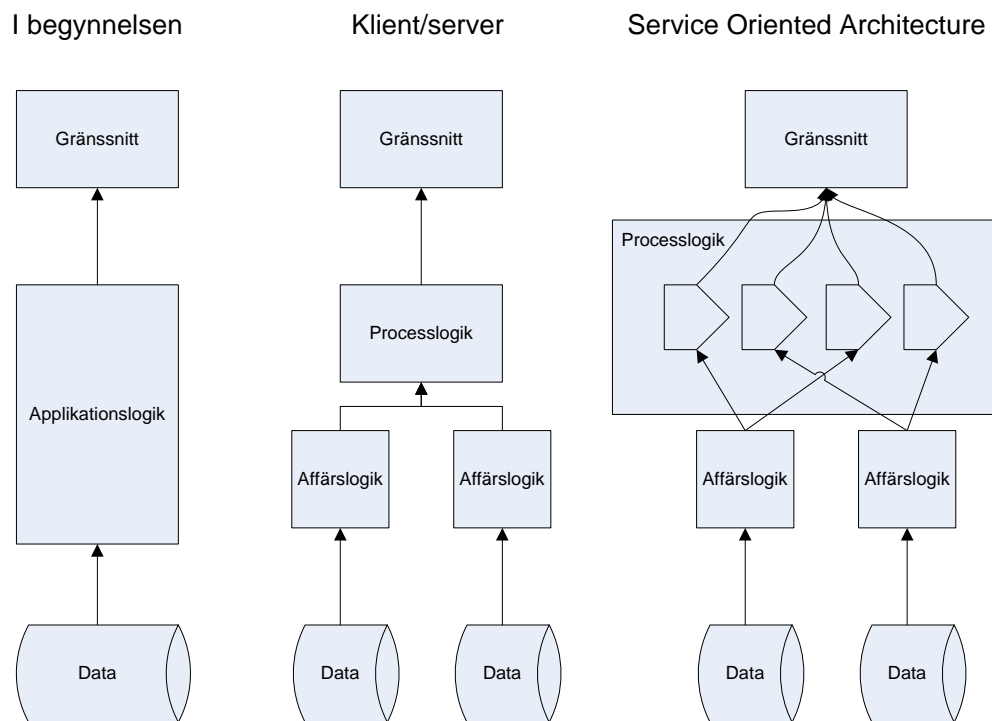 I begynnelsen
Klient/server
Service Oriented Architecture
Gränssnitt
Gränssnitt
Gränssnitt
Processlogik
Processlogik
Applikationslogik
Affärslogik
Affärslogik
Affärslogik
Affärslogik
Data
Data
Data
Data
Data